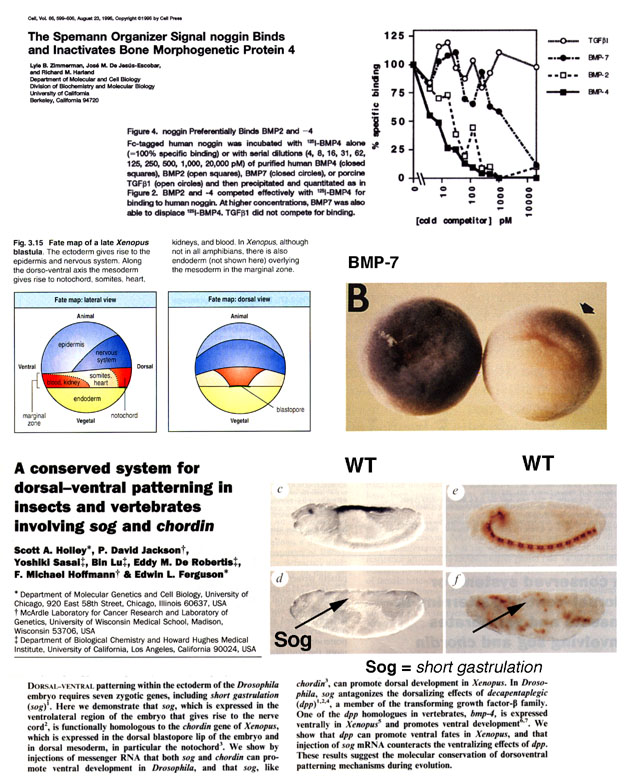 Cell, Vol. 86, 599–606, August 23, 1996, Copyright ©1996 by Cell Press
The Spemann Organizer Signal noggin Binds
and Inactivates Bone Morphogenetic Protein 4
Lyle B. Zimmerman, José M. De Jesús-Escobar,
and Richard M. Harland
Department of Molecular and Cell Biology
Division of Biochemistry and Molecular Biology
University of California
Berkeley, California 94720
Figure 4. noggin Preferentially Binds BMP2 and −4
Fc-tagged human noggin was incubated with ¹²⁵I-BMP4 alone
(~100% specific binding) or with serial dilutions (4, 8, 16, 31, 62,
125, 250, 500, 1,000, 20,000 pM) of purified human BMP4 (closed
squares), BMP2 (open squares), BMP7 (closed circles), or porcine
TGFβ1 (open circles) and then precipitated and quantitated as in
Figure 2. BMP2 and -4 competed effectively with ¹²⁵I-BMP4 for
binding to human noggin. At higher concentrations, BMP7 was also
able to displace ¹²⁵I-BMP4. TGFβ1 did not compete for binding.
% specific binding
125
100
75
50
25
0
0
10
100
1000
10000
[cold competitor] pM
TGFβ1
BMP-7
BMP-2
BMP-4
Fig. 3.15 Fate map of a late Xenopus
blastula. The ectoderm gives rise to the
epidermis and nervous system. Along
the dorso-ventral axis the mesoderm
gives rise to notochord, somites, heart,
kidneys, and blood. In Xenopus, although
not in all amphibians, there is also
endoderm (not shown here) overlying
the mesoderm in the marginal zone.
Fate map: lateral view
Animal
epidermis
nervous
system
Ventral
Dorsal
somites,
heart
blood, kidney
endoderm
marginal
zone
Vegetal
notochord
Fate map: dorsal view
Animal
blastopore
Vegetal
BMP-7
B
A conserved system for
dorsal–ventral patterning in
insects and vertebrates
involving sog and chordin
Scott A. Holley*, P. David Jackson†,
Yoshiki Sasai‡, Bin Lu‡, Eddy M. De Robertis‡,
F. Michael Hoffmann† & Edwin L. Ferguson*
* Department of Molecular Genetics and Cell Biology, University of
Chicago, 920 East 58th Street, Chicago, Illinois 60637, USA
† McArdle Laboratory for Cancer Research and Laboratory of
Genetics, University of Wisconsin Medical School, Madison,
Wisconsin 53706, USA
‡ Department of Biological Chemistry and Howard Hughes Medical
Institute, University of California, Los Angeles, California 90024, USA
WT
WT
c
e
d
f
Sog
Sog = short gastrulation
DORSAL–VENTRAL patterning within the ectoderm of the Drosophila
embryo requires seven zygotic genes, including short gastrulation
(sog)¹. Here we demonstrate that sog, which is expressed in the
ventrolateral region of the embryo that gives rise to the nerve
cord², is functionally homologous to the chordin gene of Xenopus,
which is expressed in the dorsal blastopore lip of the embryo and
in dorsal mesoderm, in particular the notochord³. We show by
injections of messenger RNA that both sog and chordin can pro-
mote ventral development in Drosophila, and that sog, like
chordin³, can promote dorsal development in Xenopus. In Droso-
phila, sog antagonizes the dorsalizing effects of decapentaplegic
(dpp)¹,²,⁴, a member of the transforming growth factor-β family.
One of the dpp homologues in vertebrates, bmp-4, is expressed
ventrally in Xenopus⁵ and promotes ventral development⁶,⁷. We
show that dpp can promote ventral fates in Xenopus, and that
injection of sog mRNA counteracts the ventralizing effects of dpp.
These results suggest the molecular conservation of dorsoventral
patterning mechanisms during evolution.